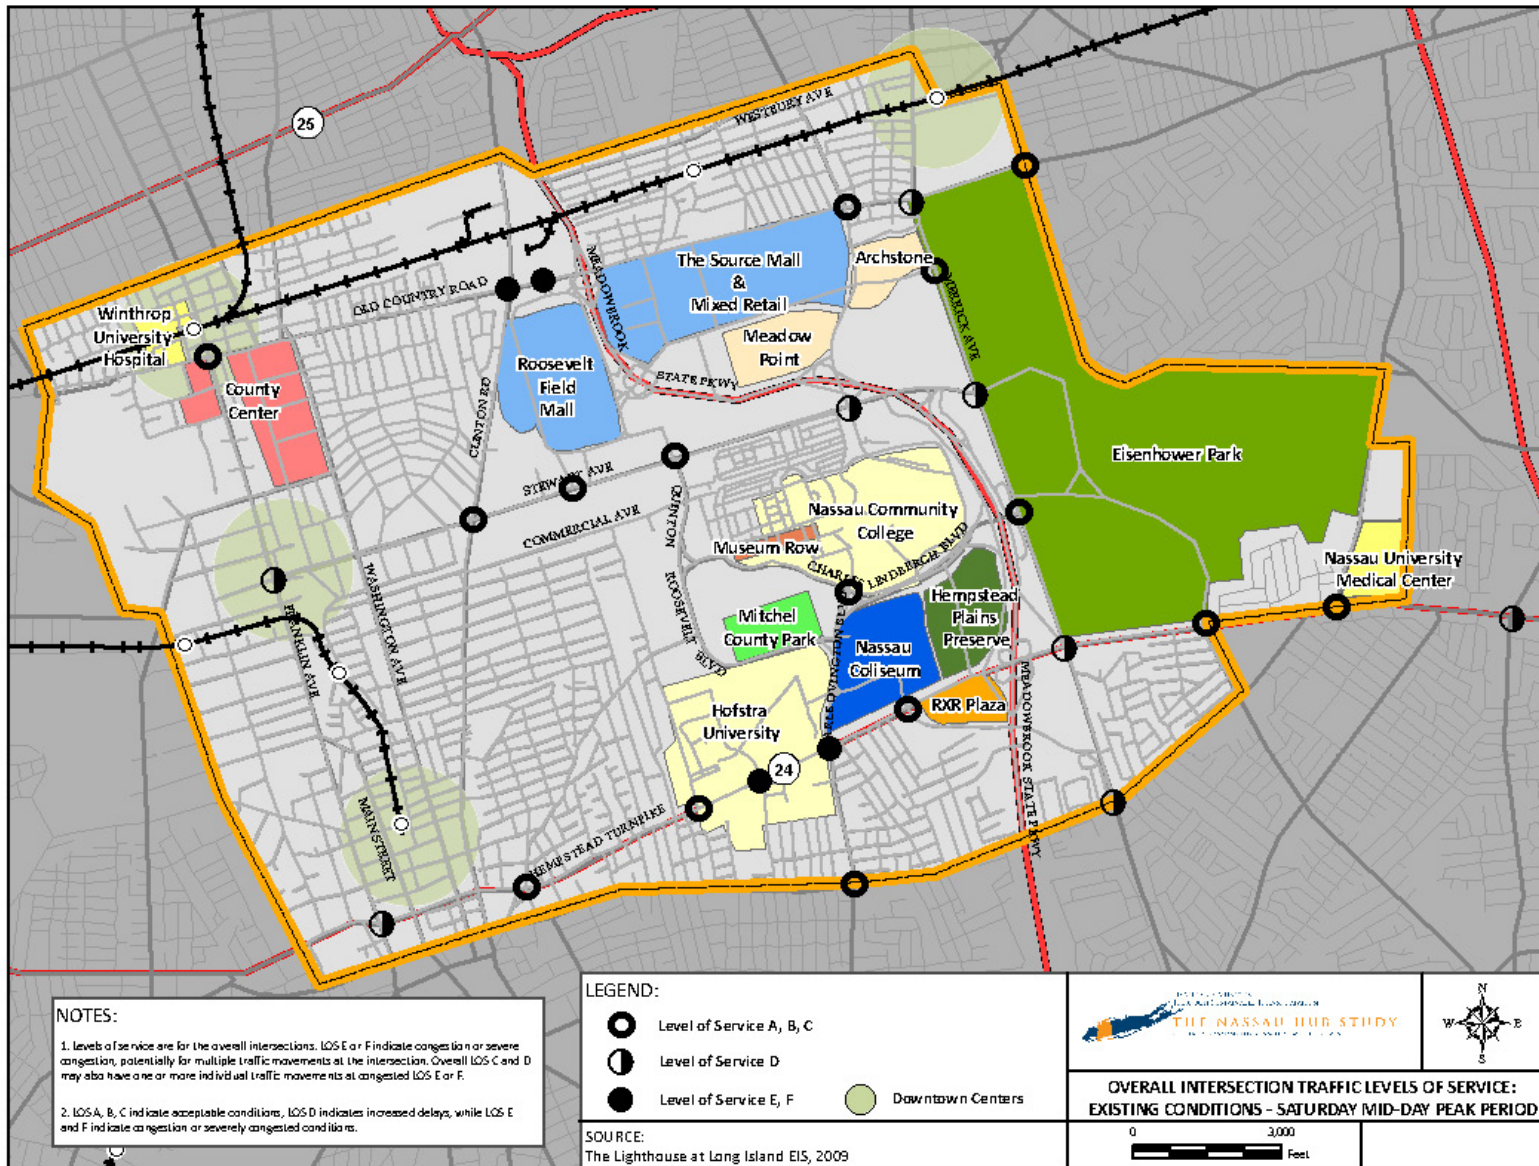 25
WESTBURY AVE
OLD COUNTRY ROAD
MEADOWBROOK
STATE PKWY
The Source Mall
&
Mixed Retail
Archstone
MERRICK AVE
Winthrop
University
Hospital
County
Center
Roosevelt
Field
Mall
Meadow
Point
CLINTON RD
STEWART AVE
COMMERCIAL AVE
QUINTON
ROOSEVELT BLVD
Eisenhower Park
Nassau Community
College
Museum Row
CHARLES LINDBERGH BLVD
Nassau University
Medical Center
Mitchel
County Park
Hempstead
Plains
Preserve
Nassau
Coliseum
EARLE OVINGTON BLVD
WASHINGTON AVE
FRANKLIN AVE
Hofstra
University
RXR Plaza
24
MEADOWBROOK STATE PKWY
MAIN STREET
HEMPSTEAD TURNPIKE
NOTES:
1. Levels of service are for the overall intersections. LOS E or F indicate congestion or severe
congestion, potentially for multiple traffic movements at the intersection. Overall LOS C and D
may also have one or more individual traffic movements at congested LOS E or F.
2. LOS A, B, C indicate acceptable conditions, LOS D indicates increased delays, while LOS E
and F indicate congestion or severely congested conditions.
LEGEND:
Level of Service A, B, C
Level of Service D
Level of Service E, F
Downtown Centers
SOURCE:
The Lighthouse at Long Island EIS, 2009
THE NASSAU HUB STUDY
N
W
E
S
OVERALL INTERSECTION TRAFFIC LEVELS OF SERVICE:
EXISTING CONDITIONS - SATURDAY MID-DAY PEAK PERIOD
0
3,000
Feet